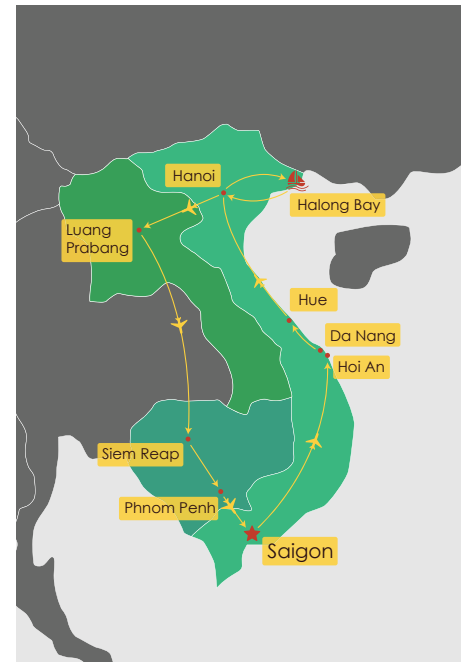 Hanoi
Halong Bay
Luang
Prabang
Hue
Da Nang
Hoi An
Siem Reap
Phnom Penh
Saigon